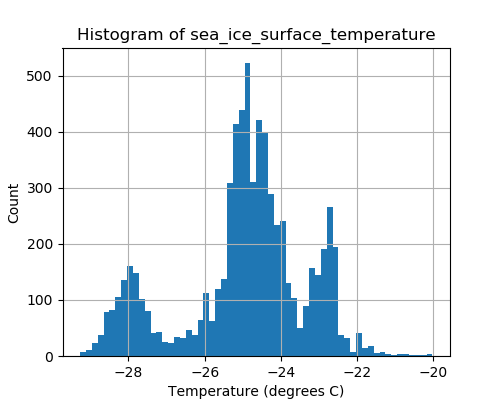 Histogram of sea_ice_surface_temperature
500
400
300
200
100
0
Count
−28 −26 −24 −22 −20
Temperature (degrees C)